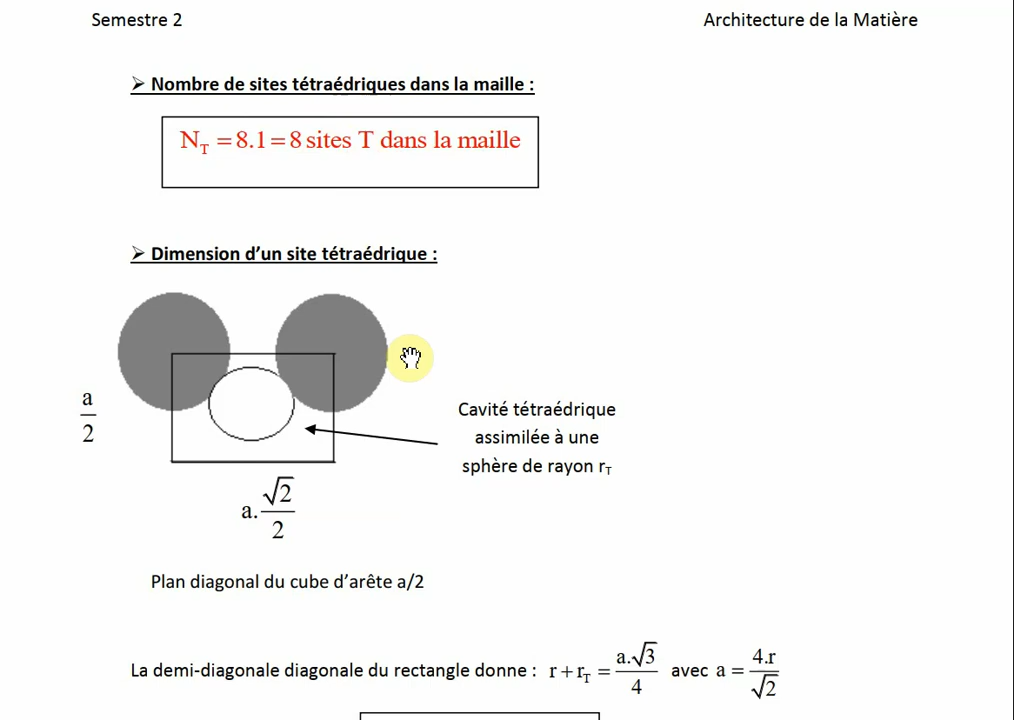 Semestre 2
Architecture de la Matière
➢ Nombre de sites tétraédriques dans la maille :
N_T = 8.1 = 8 sites T dans la maille
➢ Dimension d’un site tétraédrique :
a/2
Cavité tétraédrique
assimilée à une
sphère de rayon r_T
a.√2/2
Plan diagonal du cube d’arête a/2
La demi-diagonale diagonale du rectangle donne : r + r_T = a.√3/4 avec a = 4.r/√2